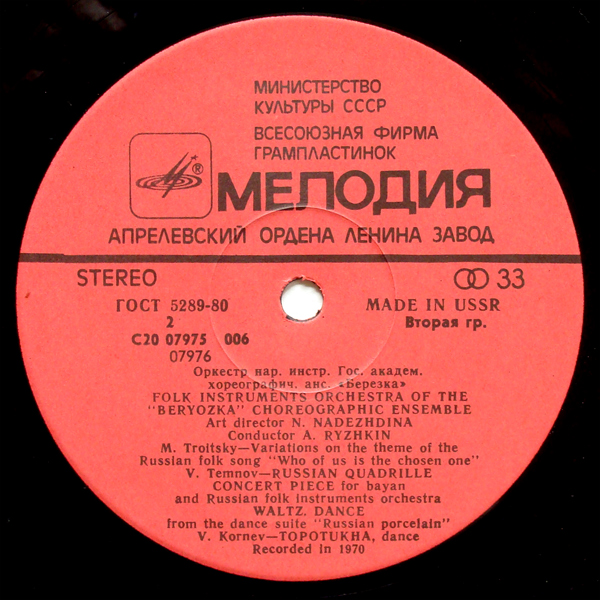 МИНИСТЕРСТВО
КУЛЬТУРЫ СССР
ВСЕСОЮЗНАЯ ФИРМА
ГРАМПЛАСТИНОК
®
МЕЛОДИЯ
АПРЕЛЕВСКИЙ ОРДЕНА ЛЕНИНА ЗАВОД
STEREO 33
ГОСТ 5289-80 MADE IN USSR
2 Вторая гр.
С20 07975 006
07976
Оркестр нар. инстр. Гос. академ.
хореографич. анс. «Березка»
FOLK INSTRUMENTS ORCHESTRA OF THE
"BERYOZKA" CHOREOGRAPHIC ENSEMBLE
Art director N. NADEZHDINA
Conductor A. RYZHKIN
M. Troitsky—Variations on the theme of the
Russian folk song "Who of us is the chosen one"
V. Temnov—RUSSIAN QUADRILLE
CONCERT PIECE for bayan
and Russian folk instruments orchestra
WALTZ. DANCE
from the dance suite "Russian porcelain"
V. Kornev—TOPOTUKHA, dance
Recorded in 1970